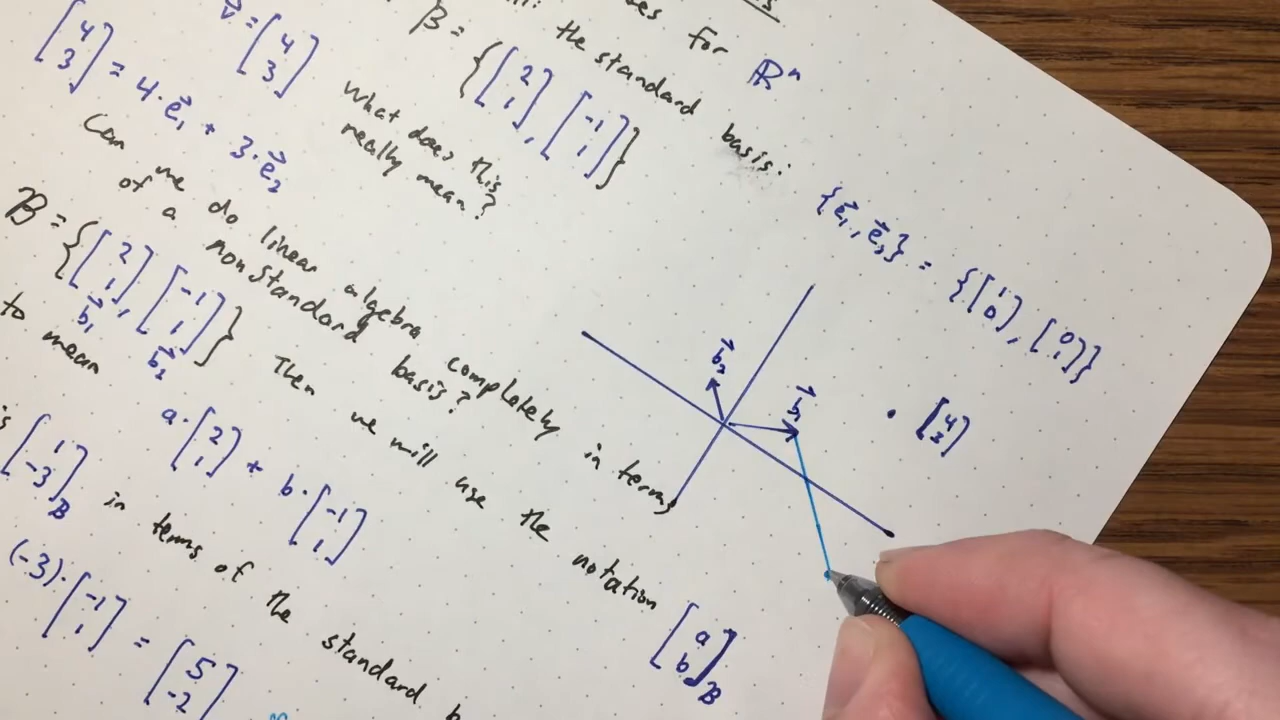 for ℝⁿ
the standard basis: {e⃗₁, e⃗₂} = {[1 0], [0 1]}
β = {[2 1], [-1 1]}
v⃗ = [4 3] What does this
really mean?
[4 3] = 4·e⃗₁ + 3·e⃗₂
Can we do linear algebra completely in terms
of a nonstandard basis?
B = {[2 1], [-1 1]} Then we will use the notation [a b]B
b⃗₁ b⃗₂
to mean a·[2 1] + b·[-1 1]
[1 -3]B in terms of the standard
(-3)·[-1 1] = [5 -2]
b⃗₂
b⃗₁
[4 3]